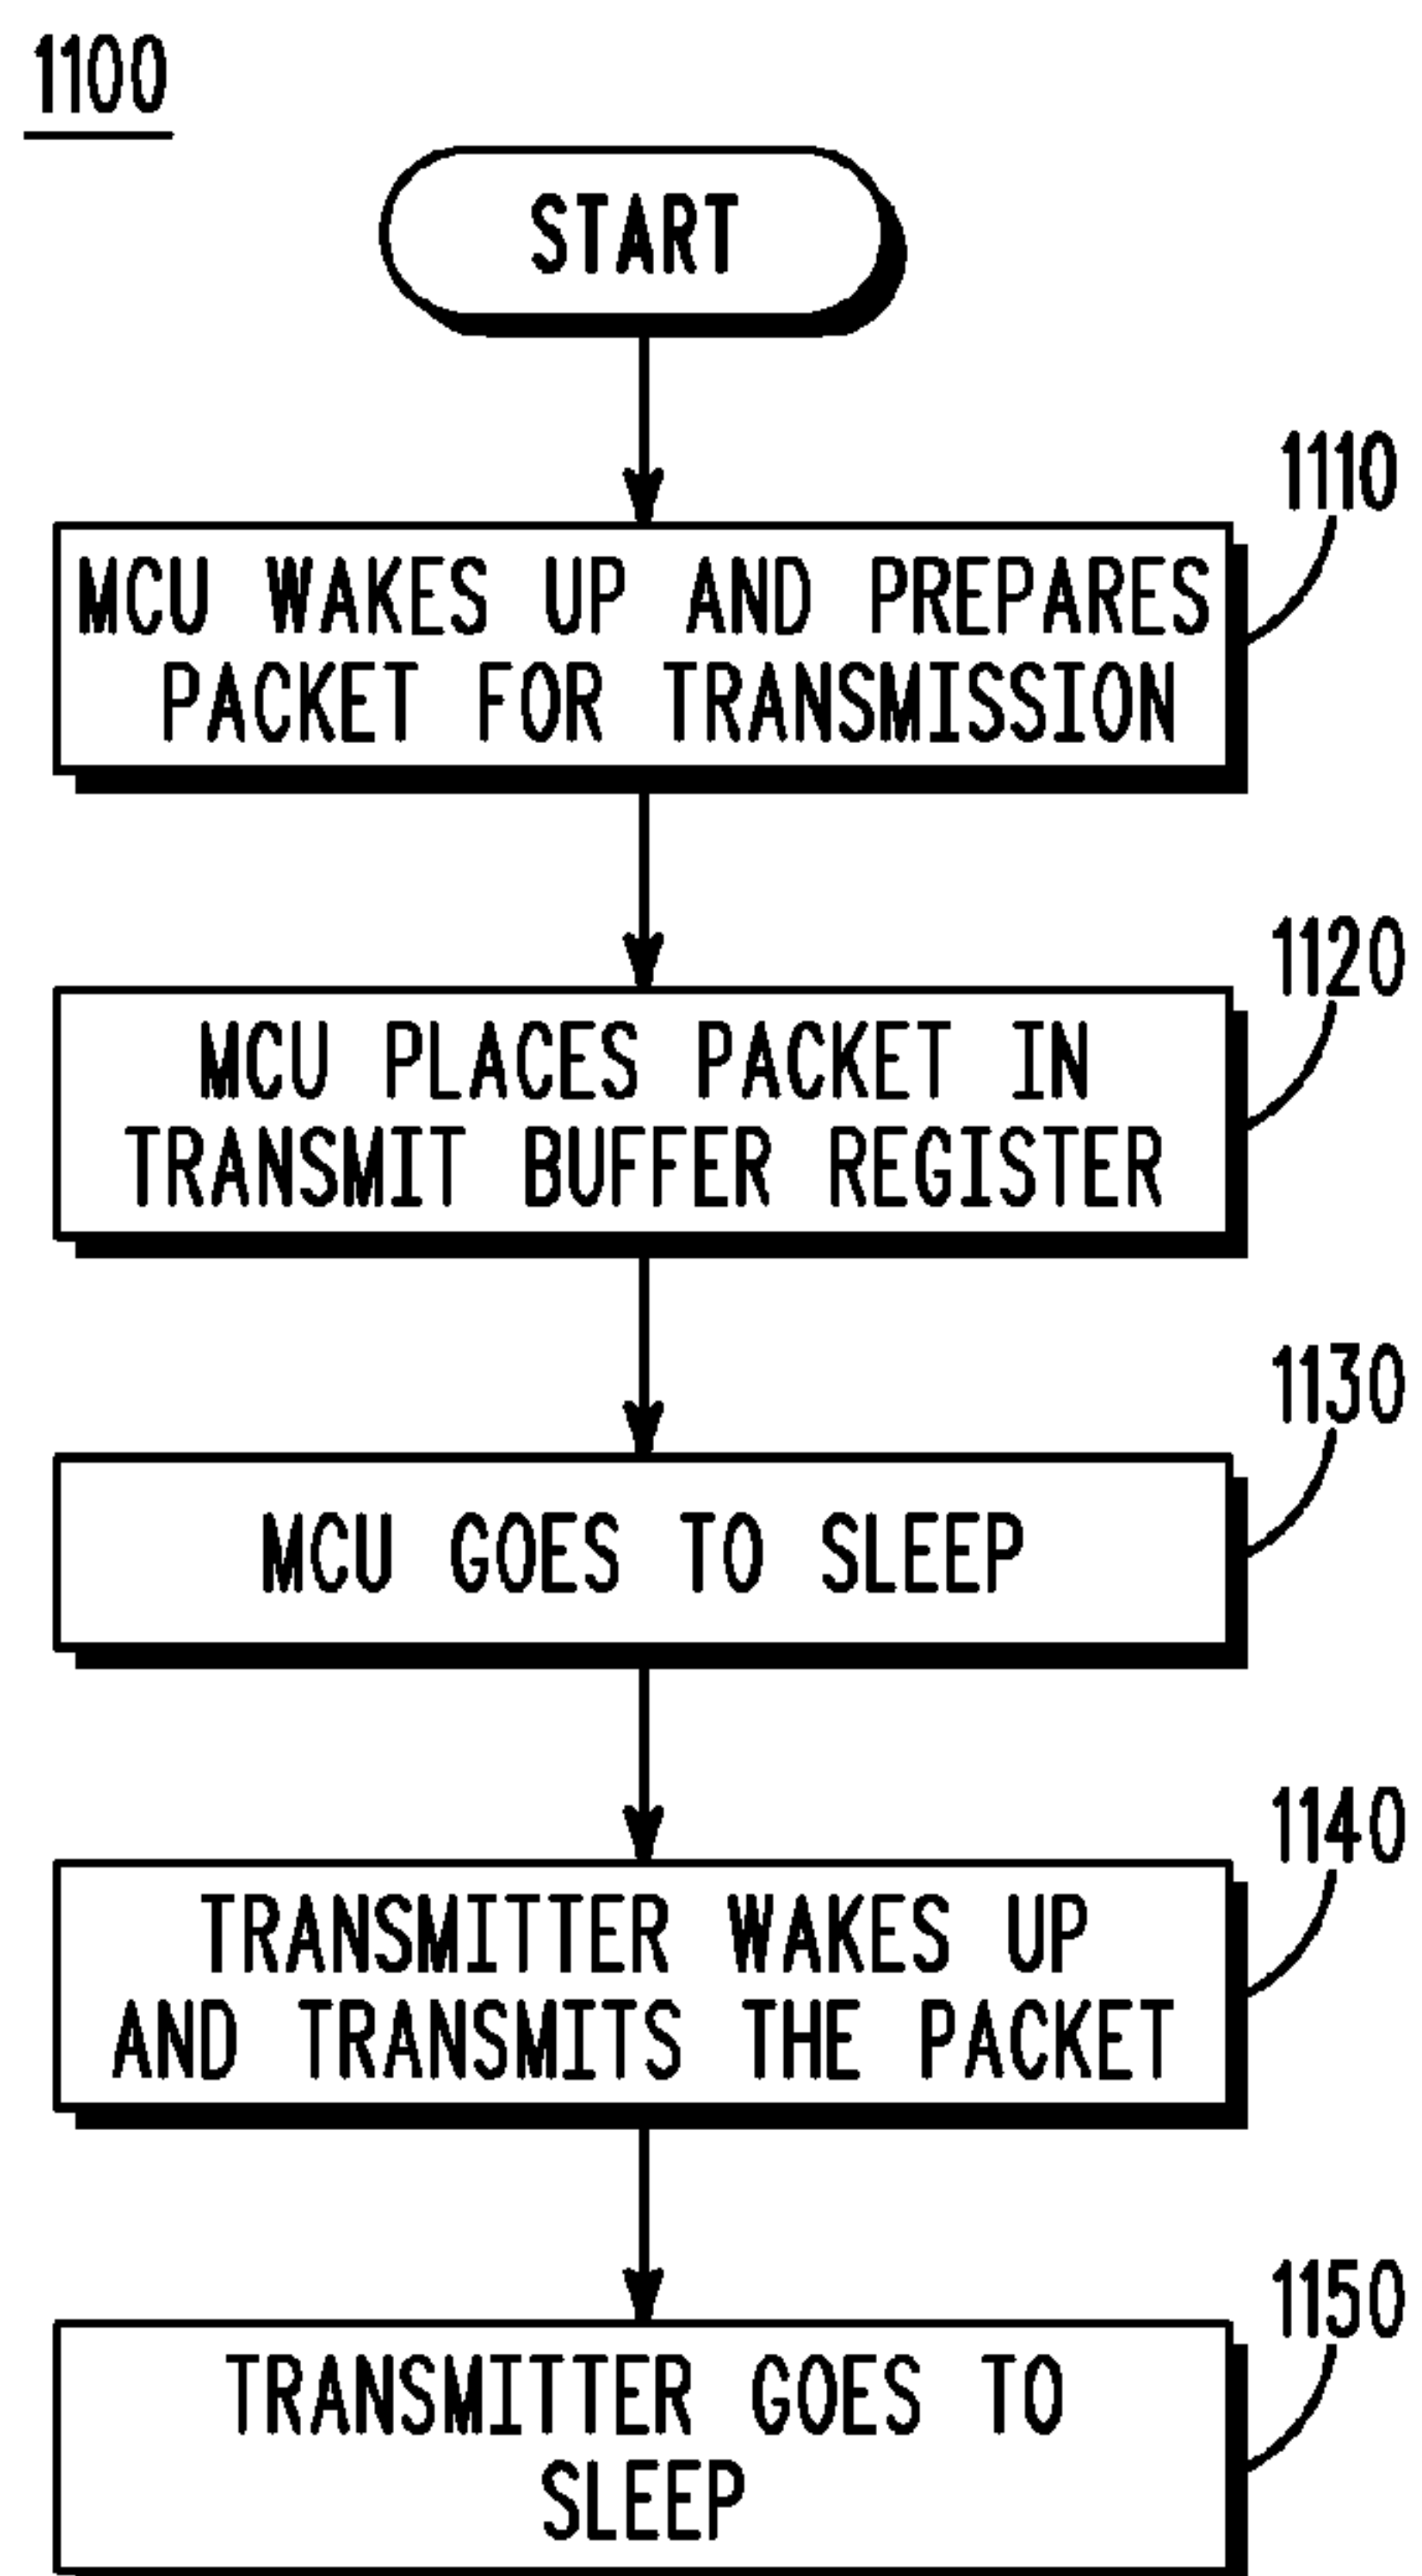 1100
START
1110
MCU WAKES UP AND PREPARES
PACKET FOR TRANSMISSION
1120
MCU PLACES PACKET IN
TRANSMIT BUFFER REGISTER
1130
MCU GOES TO SLEEP
1140
TRANSMITTER WAKES UP
AND TRANSMITS THE PACKET
1150
TRANSMITTER GOES TO
SLEEP